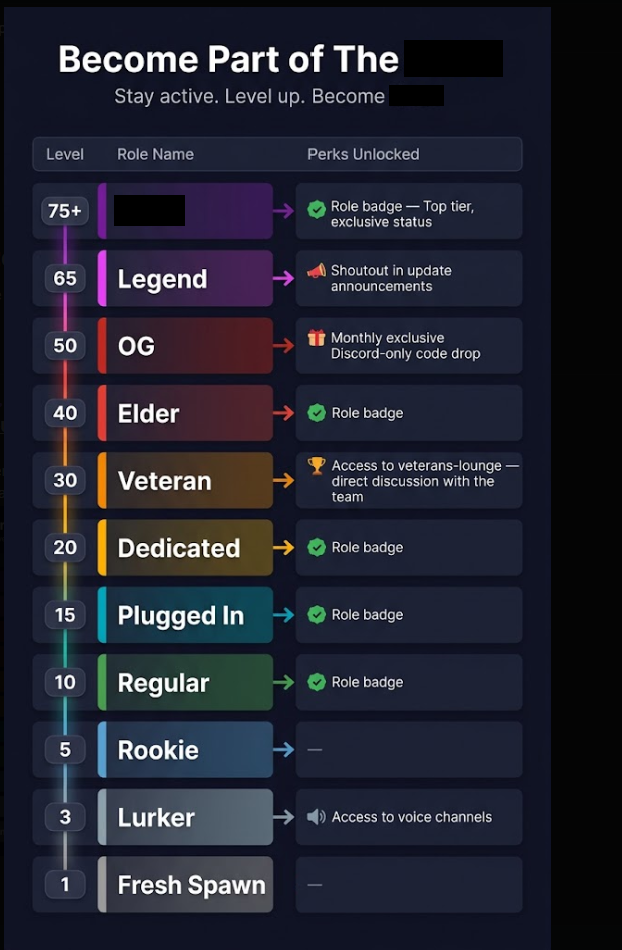 Become Part of The
Stay active. Level up. Become
Level Role Name Perks Unlocked
75+ Role badge — Top tier,
exclusive status
65 Legend Shoutout in update
announcements
50 OG Monthly exclusive
Discord-only code drop
40 Elder Role badge
30 Veteran Access to veterans-lounge —
direct discussion with the
team
20 Dedicated Role badge
15 Plugged In Role badge
10 Regular Role badge
5 Rookie —
3 Lurker Access to voice channels
1 Fresh Spawn —